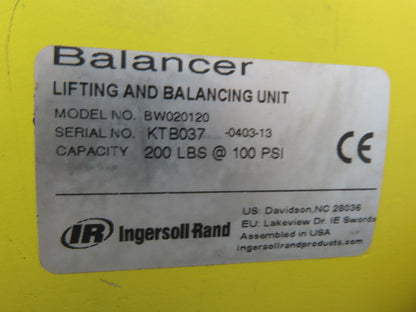 Balancer
LIFTING AND BALANCING UNIT
MODEL NO. BW020120
SERIAL NO. KTB037 -0403-13
CAPACITY 200 LBS @ 100 PSI
CE
IR Ingersoll Rand
US: Davidson, NC 28036
EU: Lakeview Dr. IE Swords
Assembled in USA
ingersollrandproducts.com